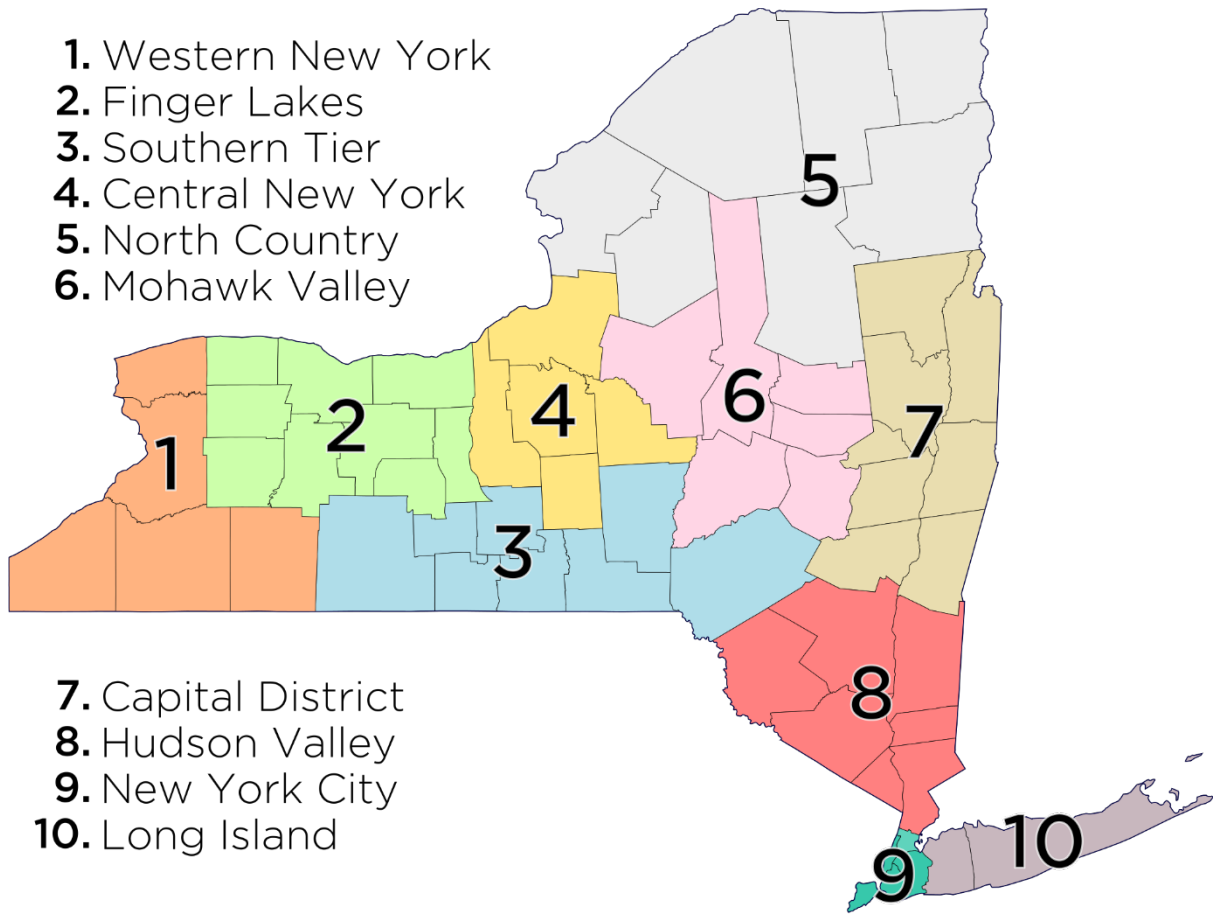 1. Western New York
2. Finger Lakes
3. Southern Tier
4. Central New York
5. North Country
6. Mohawk Valley
5
6
4
2
7
1
3
7. Capital District
8. Hudson Valley
9. New York City
10. Long Island
8
10
9